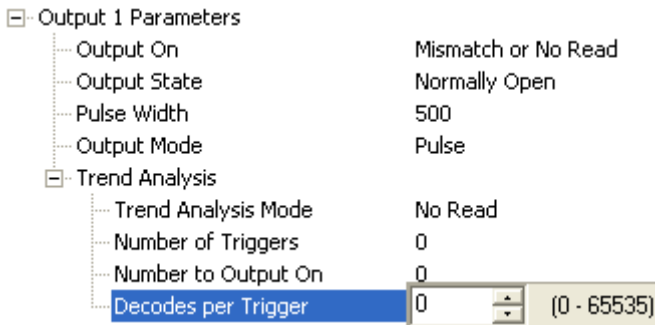 Output 1 Parameters
Output On Mismatch or No Read
Output State Normally Open
Pulse Width 500
Output Mode Pulse
Trend Analysis
Trend Analysis Mode No Read
Number of Triggers 0
Number to Output On 0
Decodes per Trigger 0 (0 - 65535)